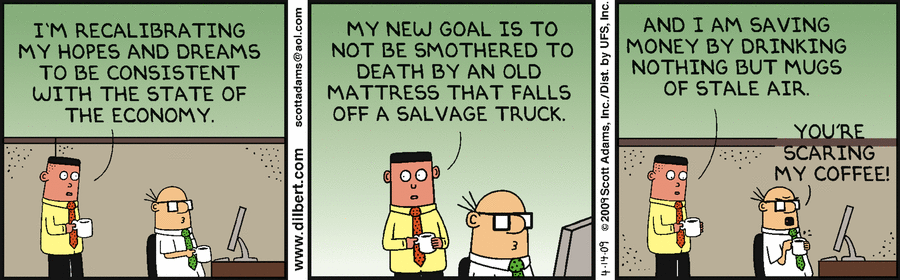 I'M RECALIBRATING
MY HOPES AND DREAMS
TO BE CONSISTENT
WITH THE STATE OF
THE ECONOMY.
www.dilbert.com scottadams@aol.com
MY NEW GOAL IS TO
NOT BE SMOTHERED TO
DEATH BY AN OLD
MATTRESS THAT FALLS
OFF A SALVAGE TRUCK.
4-14-09 ©2009 Scott Adams, Inc./Dist. by UFS, Inc.
AND I AM SAVING
MONEY BY DRINKING
NOTHING BUT MUGS
OF STALE AIR.
YOU'RE
SCARING
MY COFFEE!